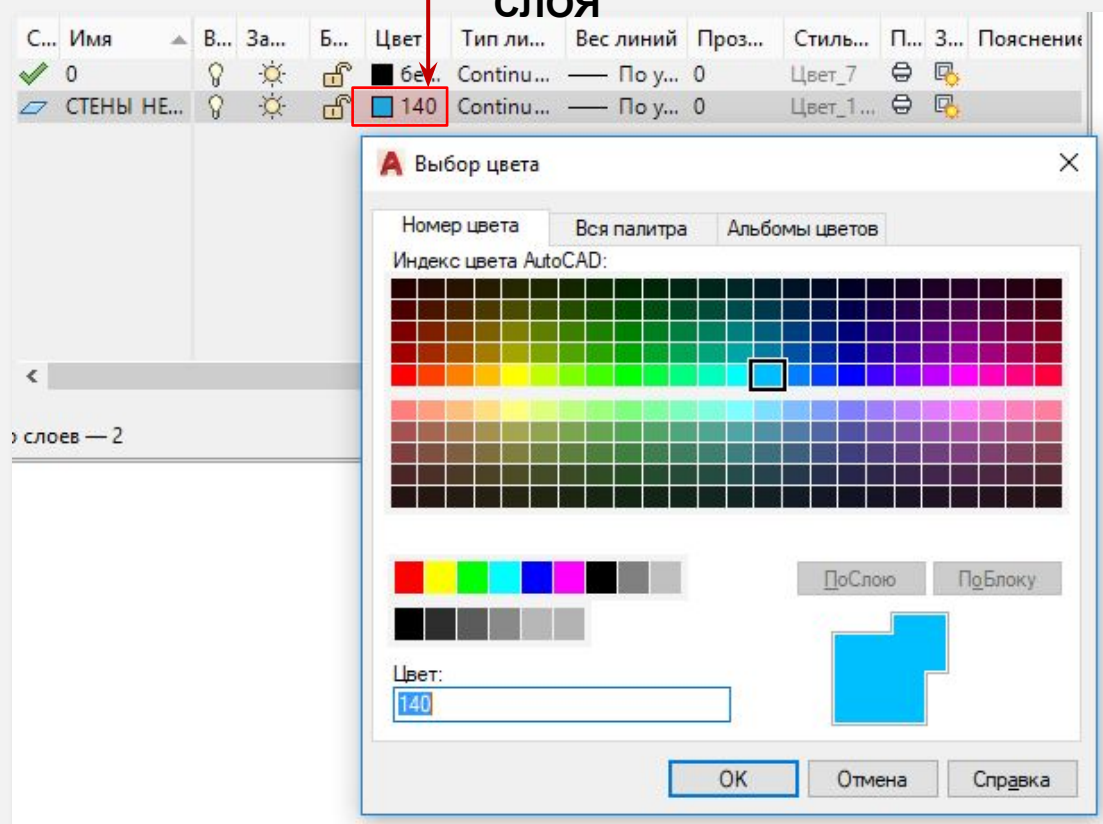 СЛОЯ
С... Имя В... За... Б... Цвет Тип ли... Вес линий Проз... Стиль... П... З... Пояснение
0 бе... Continu... По у... 0 Цвет_7
СТЕНЫ НЕ... 140 Continu... По у... 0 Цвет_1...
Выбор цвета
Номер цвета Вся палитра Альбомы цветов
Индекс цвета AutoCAD:
слоев — 2
ПоСлою ПоБлоку
Цвет:
140
OK Отмена Справка